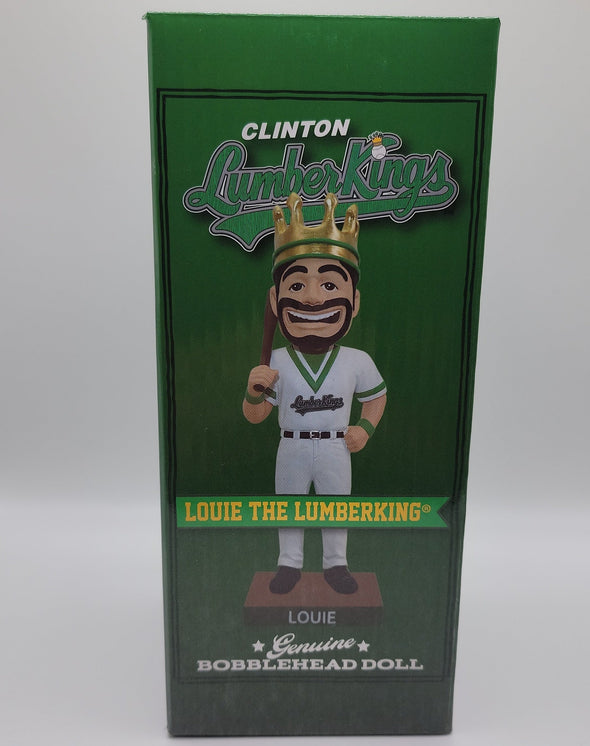 CLINTON
LumberKings
LumberKings
LOUIE THE LUMBERKING®
LOUIE
Genuine
BOBBLEHEAD DOLL